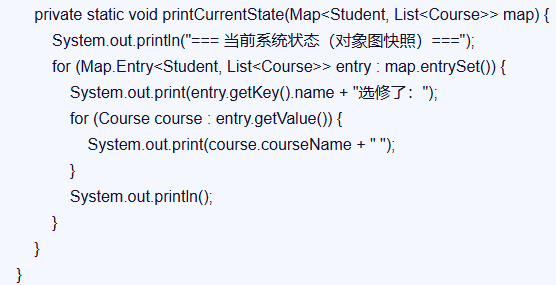 private static void printCurrentState(Map<Student, List<Course>> map) {
System.out.println("=== 当前系统状态（对象图快照）===");
for (Map.Entry<Student, List<Course>> entry : map.entrySet()) {
System.out.print(entry.getKey().name + "选修了：");
for (Course course : entry.getValue()) {
System.out.print(course.courseName + " ");
}
System.out.println();
}
}
}